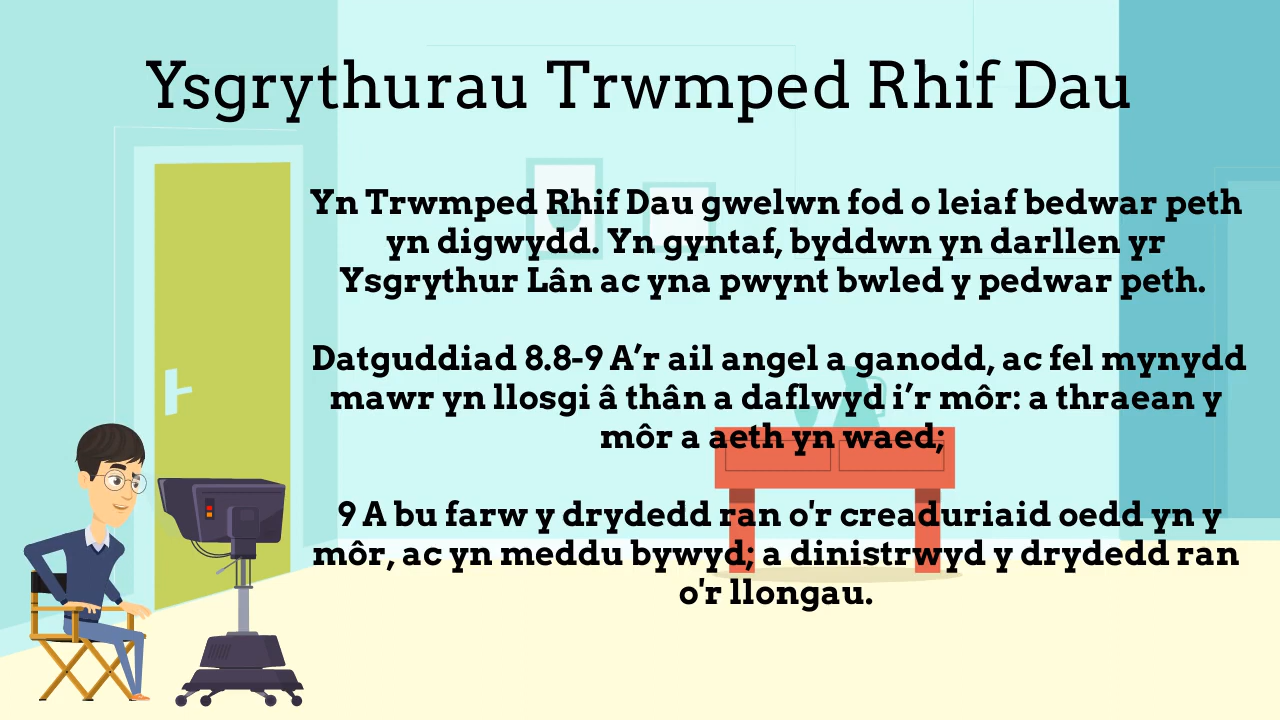 Ysgrythurau Trwmped Rhif Dau
Yn Trwmped Rhif Dau gwelwn fod o leiaf bedwar peth
yn digwydd. Yn gyntaf, byddwn yn darllen yr
Ysgrythur Lân ac yna pwynt bwled y pedwar peth.
Datguddiad 8.8-9 A’r ail angel a ganodd, ac fel mynydd
mawr yn llosgi â thân a daflwyd i’r môr: a thraean y
môr a aeth yn waed;
9 A bu farw y drydedd ran o'r creaduriaid oedd yn y
môr, ac yn meddu bywyd; a dinistrwyd y drydedd ran
o'r llongau.